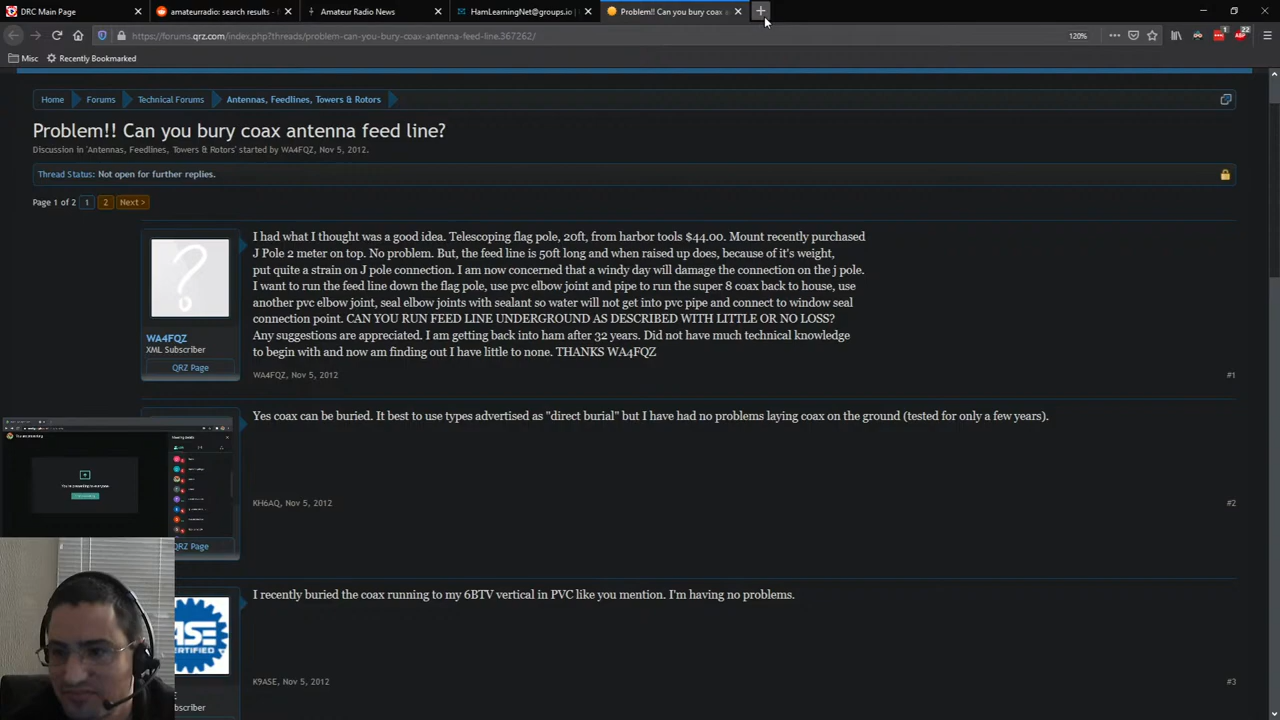 DRC Main Page
amateurradio: search results -
Amateur Radio News
HamLearningNet@groups.io |
Problem!! Can you bury coax
https://forums.qrz.com/index.php?threads/problem-can-you-bury-coax-antenna-feed-line.367262/
120%
1
22
Misc
Recently Bookmarked
Home
Forums
Technical Forums
Antennas, Feedlines, Towers & Rotors
Problem!! Can you bury coax antenna feed line?
Discussion in 'Antennas, Feedlines, Towers & Rotors' started by WA4FQZ, Nov 5, 2012.
Thread Status: Not open for further replies.
Page 1 of 2 1 2 Next >
I had what I thought was a good idea. Telescoping flag pole, 20ft, from harbor tools $44.00. Mount recently purchased
J Pole 2 meter on top. No problem. But, the feed line is 50ft long and when raised up does, because of it's weight,
put quite a strain on J pole connection. I am now concerned that a windy day will damage the connection on the j pole.
I want to run the feed line down the flag pole, use pvc elbow joint and pipe to run the super 8 coax back to house, use
another pvc elbow joint, seal elbow joints with sealant so water will not get into pvc pipe and connect to window seal
connection point. CAN YOU RUN FEED LINE UNDERGROUND AS DESCRIBED WITH LITTLE OR NO LOSS?
Any suggestions are appreciated. I am getting back into ham after 32 years. Did not have much technical knowledge
to begin with and now am finding out I have little to none. THANKS WA4FQZ
WA4FQZ
XML Subscriber
QRZ Page
WA4FQZ, Nov 5, 2012
#1
Yes coax can be buried. It best to use types advertised as "direct burial" but I have had no problems laying coax on the ground (tested for only a few years).
KH6AQ, Nov 5, 2012
#2
QRZ Page
I recently buried the coax running to my 6BTV vertical in PVC like you mention. I'm having no problems.
K9ASE, Nov 5, 2012
#3